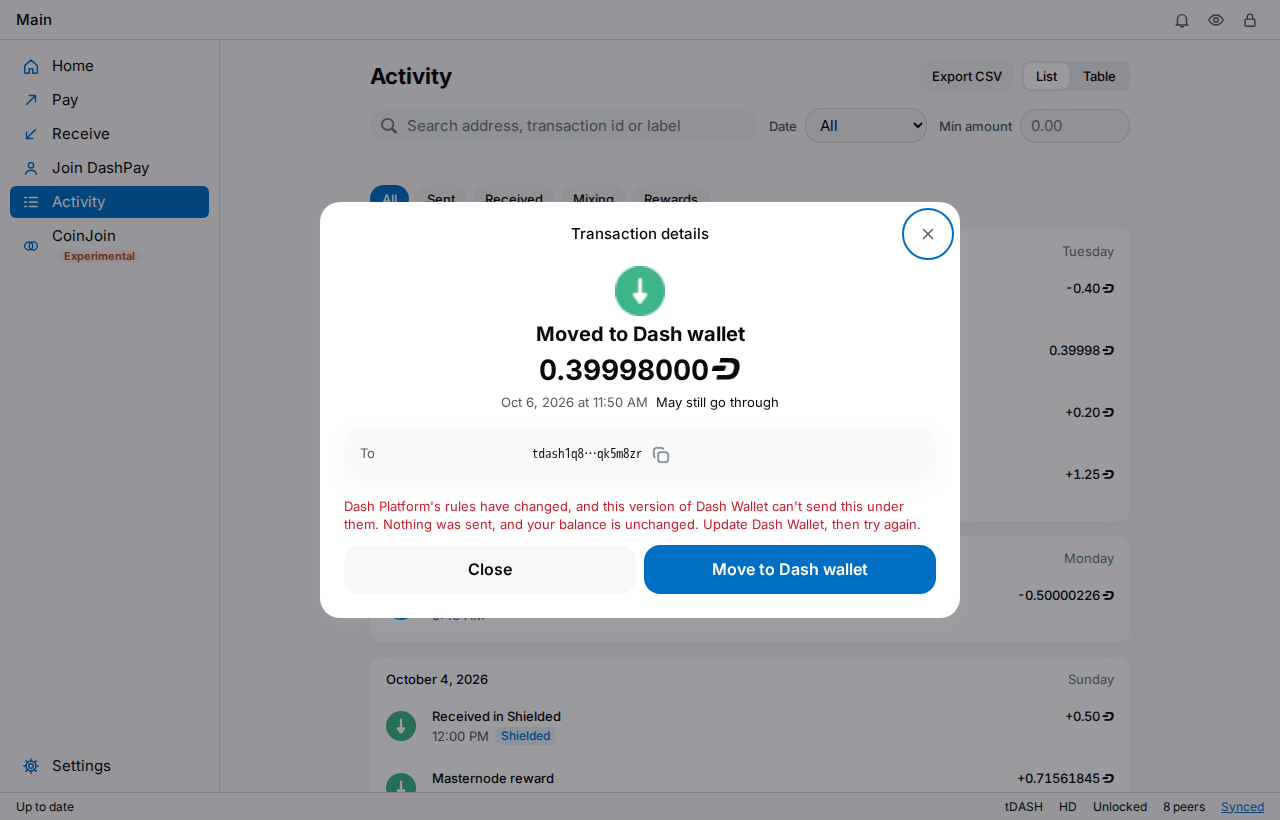 Main
Home
Pay
Receive
Join DashPay
Activity
CoinJoin
Experimental
Settings
Activity
Export CSV
List
Table
Search address, transaction id or label
Date
All
Min amount
0.00
All
Sent
Received
Mixing
Rewards
Tuesday
-0.40
0.39998
+0.20
+1.25
Transaction details
Moved to Dash wallet
0.39998000
Oct 6, 2026 at 11:50 AM May still go through
To
tdash1q8⋯qk5m8zr
Dash Platform's rules have changed, and this version of Dash Wallet can't send this under
them. Nothing was sent, and your balance is unchanged. Update Dash Wallet, then try again.
Close
Move to Dash wallet
Monday
-0.50000226
October 4, 2026
Sunday
Received in Shielded
+0.50
12:00 PM
Shielded
Masternode reward
+0.71561845
Up to date
tDASH
HD
Unlocked
8 peers
Synced